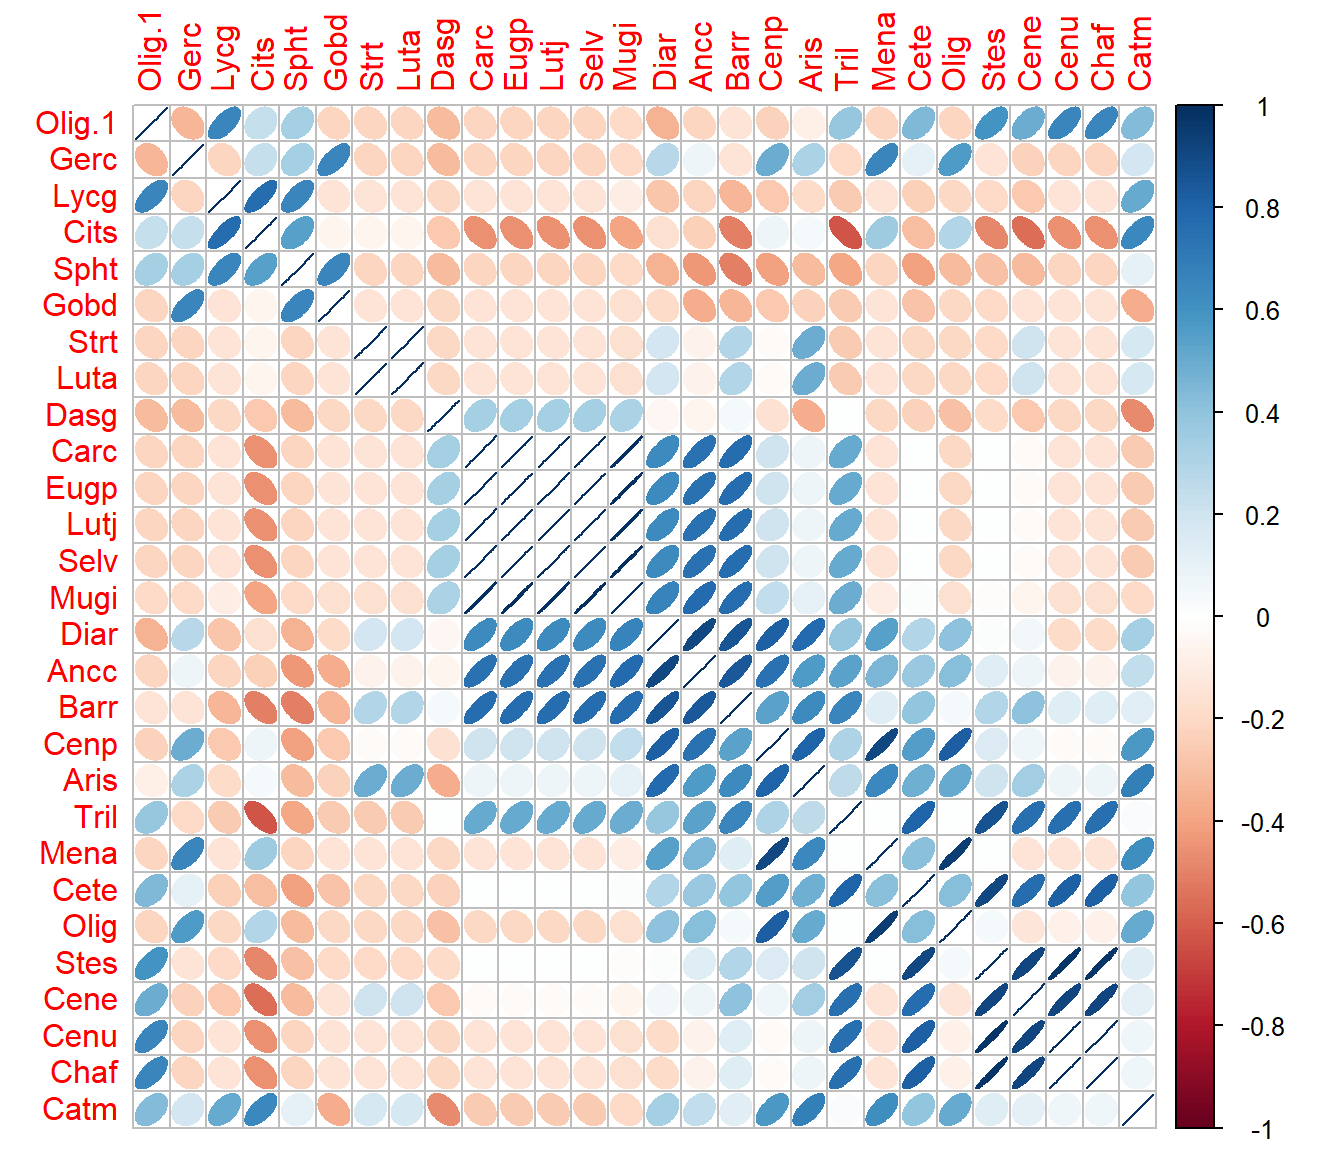 Olig.1 Gerc Lycg Cits Spht Gobd Strt Luta Dasg Carc Eugp Lutj Selv Mugi Diar Ancc Barr Cenp Aris Tril Mena Cete Olig Stes Cene Cenu Chaf Catm
Olig.1
Gerc
Lycg
Cits
Spht
Gobd
Strt
Luta
Dasg
Carc
Eugp
Lutj
Selv
Mugi
Diar
Ancc
Barr
Cenp
Aris
Tril
Mena
Cete
Olig
Stes
Cene
Cenu
Chaf
Catm
1
0.8
0.6
0.4
0.2
0
-0.2
-0.4
-0.6
-0.8
-1